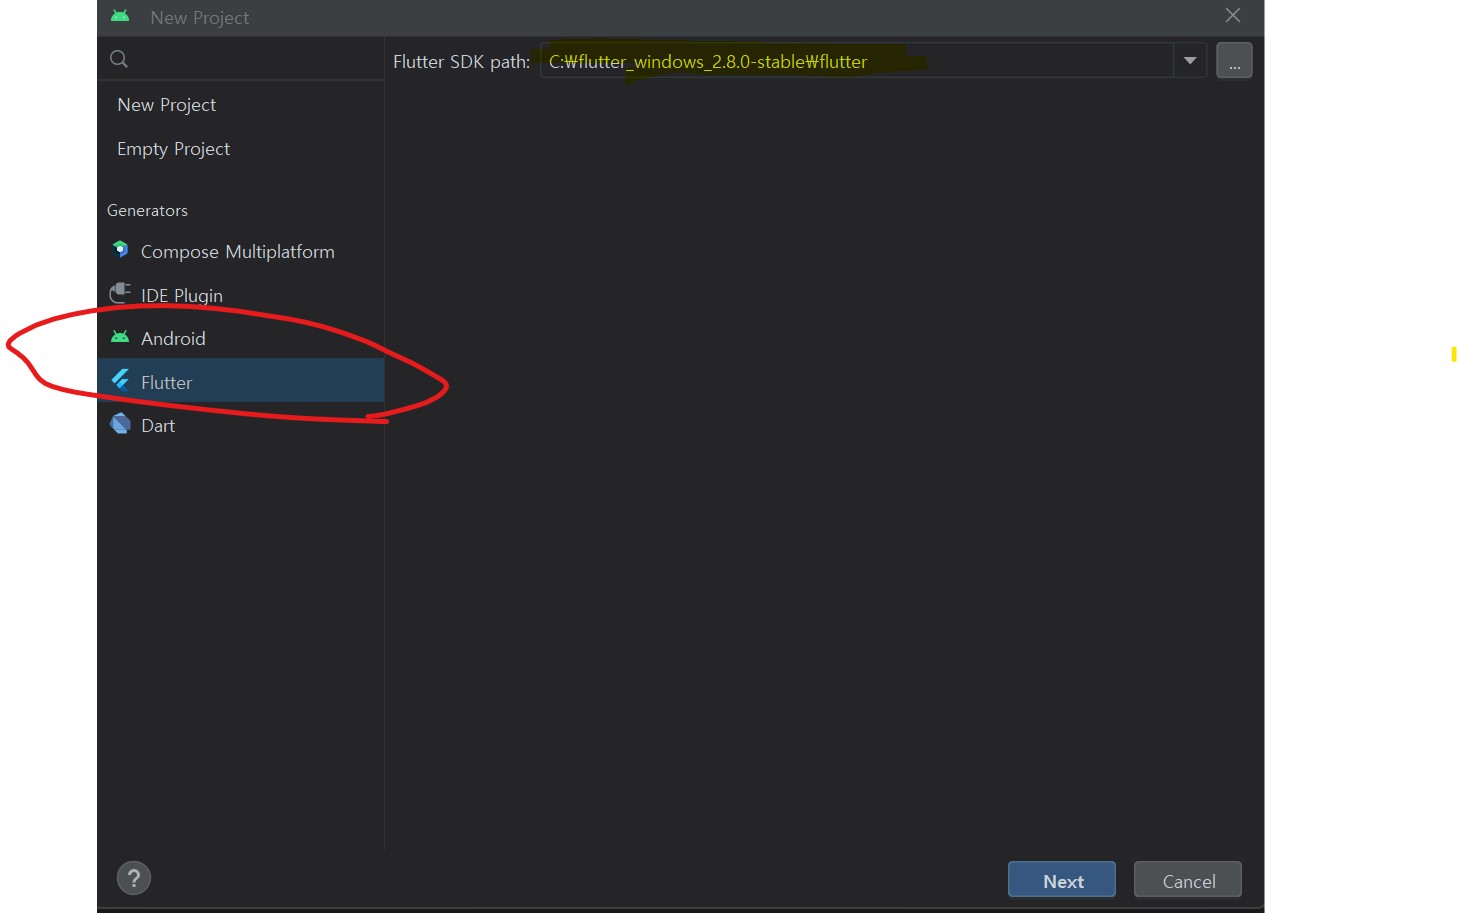 New Project
Flutter SDK path: C:₩flutter_windows_2.8.0-stable₩flutter
...
New Project
Empty Project
Generators
Compose Multiplatform
IDE Plugin
Android
Flutter
Dart
?
Next
Cancel